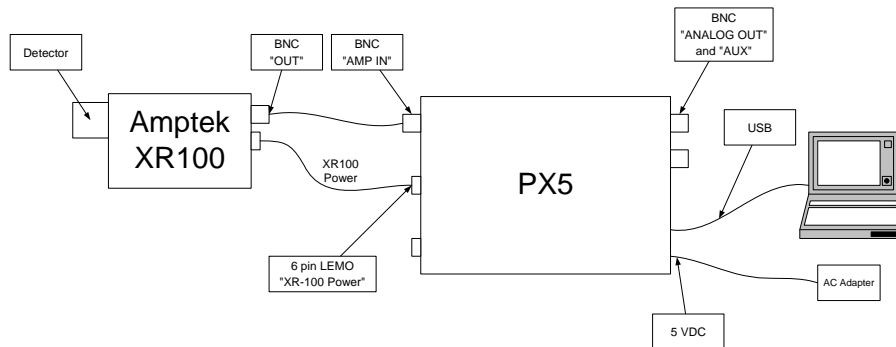 Detector
BNC
"OUT"
BNC
"AMP IN"
BNC
"ANALOG OUT"
and "AUX"
USB
Amptek
XR100
XR100
Power
PX5
6 pin LEMO
"XR-100 Power"
AC Adapter
5 VDC